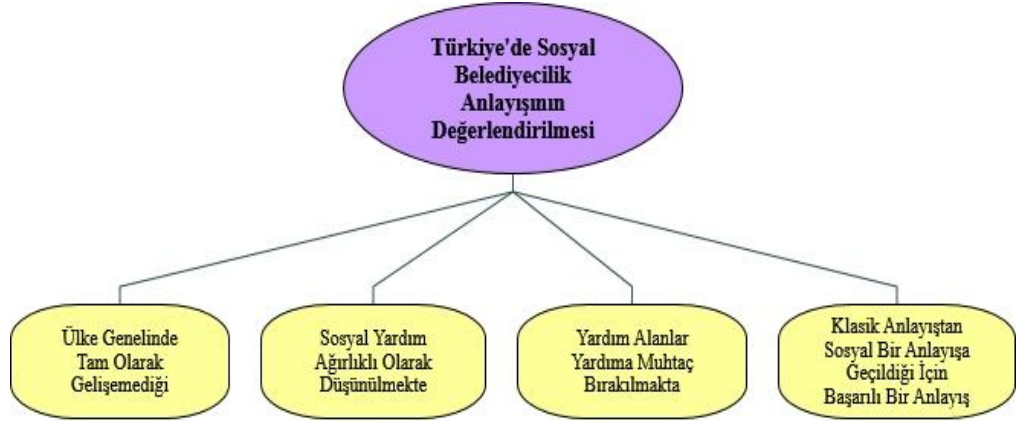 Türkiye'de Sosyal
Belediyecilik
Anlayışının
Değerlendirilmesi
Ülke Genelinde
Tam Olarak
Gelişemediği
Sosyal Yardım
Ağırlıklı Olarak
Düşünülmekte
Yardım Alanlar
Yardıma Muhtaç
Bırakılmakta
Klasik Anlayıştan
Sosyal Bir Anlayışa
Geçildiği İçin
Başarılı Bir Anlayış